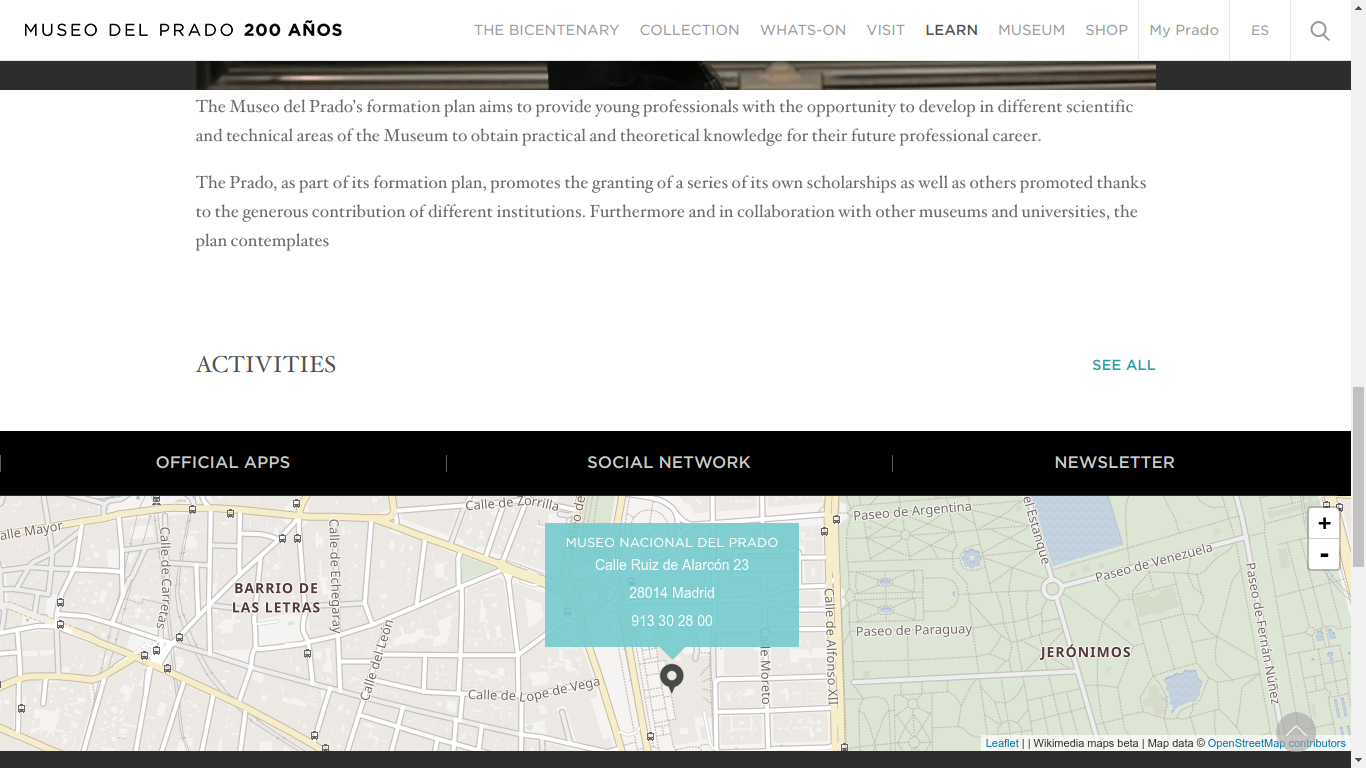 MUSEO DEL PRADO 200 AÑOS
THE BICENTENARY COLLECTION WHATS-ON VISIT LEARN MUSEUM SHOP My Prado ES
The Museo del Prado’s formation plan aims to provide young professionals with the opportunity to develop in different scientific
and technical areas of the Museum to obtain practical and theoretical knowledge for their future professional career.
The Prado, as part of its formation plan, promotes the granting of a series of its own scholarships as well as others promoted thanks
to the generous contribution of different institutions. Furthermore and in collaboration with other museums and universities, the
plan contemplates
ACTIVITIES
SEE ALL
OFFICIAL APPS
SOCIAL NETWORK
NEWSLETTER
Calle de Zorrilla
Paseo de Argentina
+
-
MUSEO NACIONAL DEL PRADO
Calle Ruiz de Alarcón 23
28014 Madrid
913 30 28 00
Calle de Carretas
Calle de Echegaray
el Estanque
Paseo de Venezuela
BARRIO DE
LAS LETRAS
Calle del León
Calle de Lope de Vega
Calle Moreto
Calle de Alfonso XII
Paseo de Paraguay
JERÓNIMOS
Paseo de Fernán Núñez
Leaflet | | Wikimedia maps beta | Map data © OpenStreetMap contributors